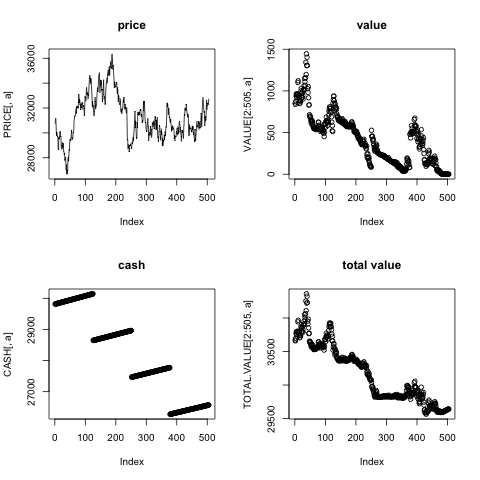 price
PRICE[, a]
28000
32000
36000
0
100
200
300
400
500
Index
value
VALUE[2:505, a]
0
500
1000
1500
0
100
200
300
400
500
Index
cash
CASH[, a]
27000
29000
0
100
200
300
400
500
Index
total value
TOTAL.VALUE[2:505, a]
29500
30500
0
100
200
300
400
500
Index